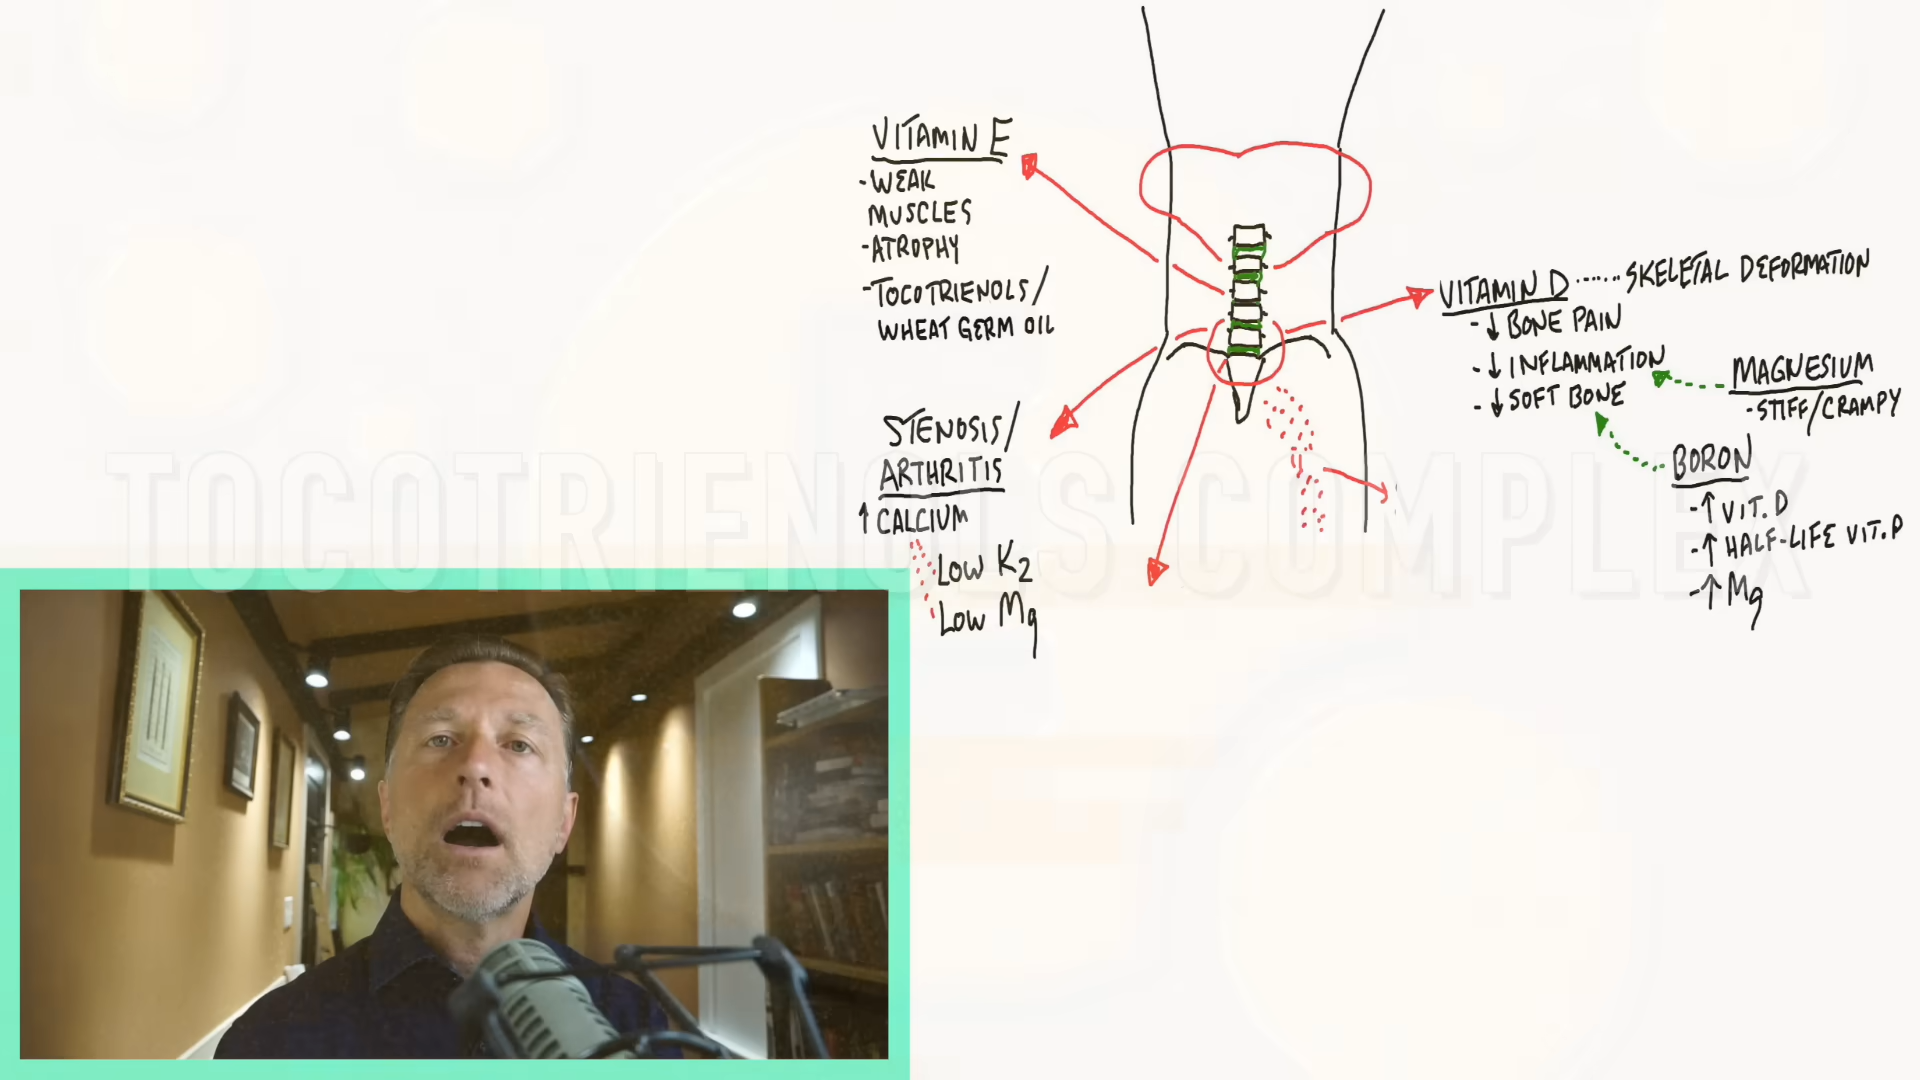 VITAMIN E
- WEAK
MUSCLES
- ATROPHY
- TOCOTRIENOLS/
WHEAT GERM OIL
STENOSIS/
ARTHRITIS
↑ CALCIUM
LOW K2
LOW Mg
VITAMIN D ...... SKELETAL DEFORMATION
- ↓ BONE PAIN
- ↓ INFLAMMATION
- ↓ SOFT BONE
MAGNESIUM
- STIFF/CRAMPY
BORON
- ↑ VIT. D
- ↑ HALF-LIFE VIT. D
- ↑ Mg
TOCOTRIENOLS COMPLEX